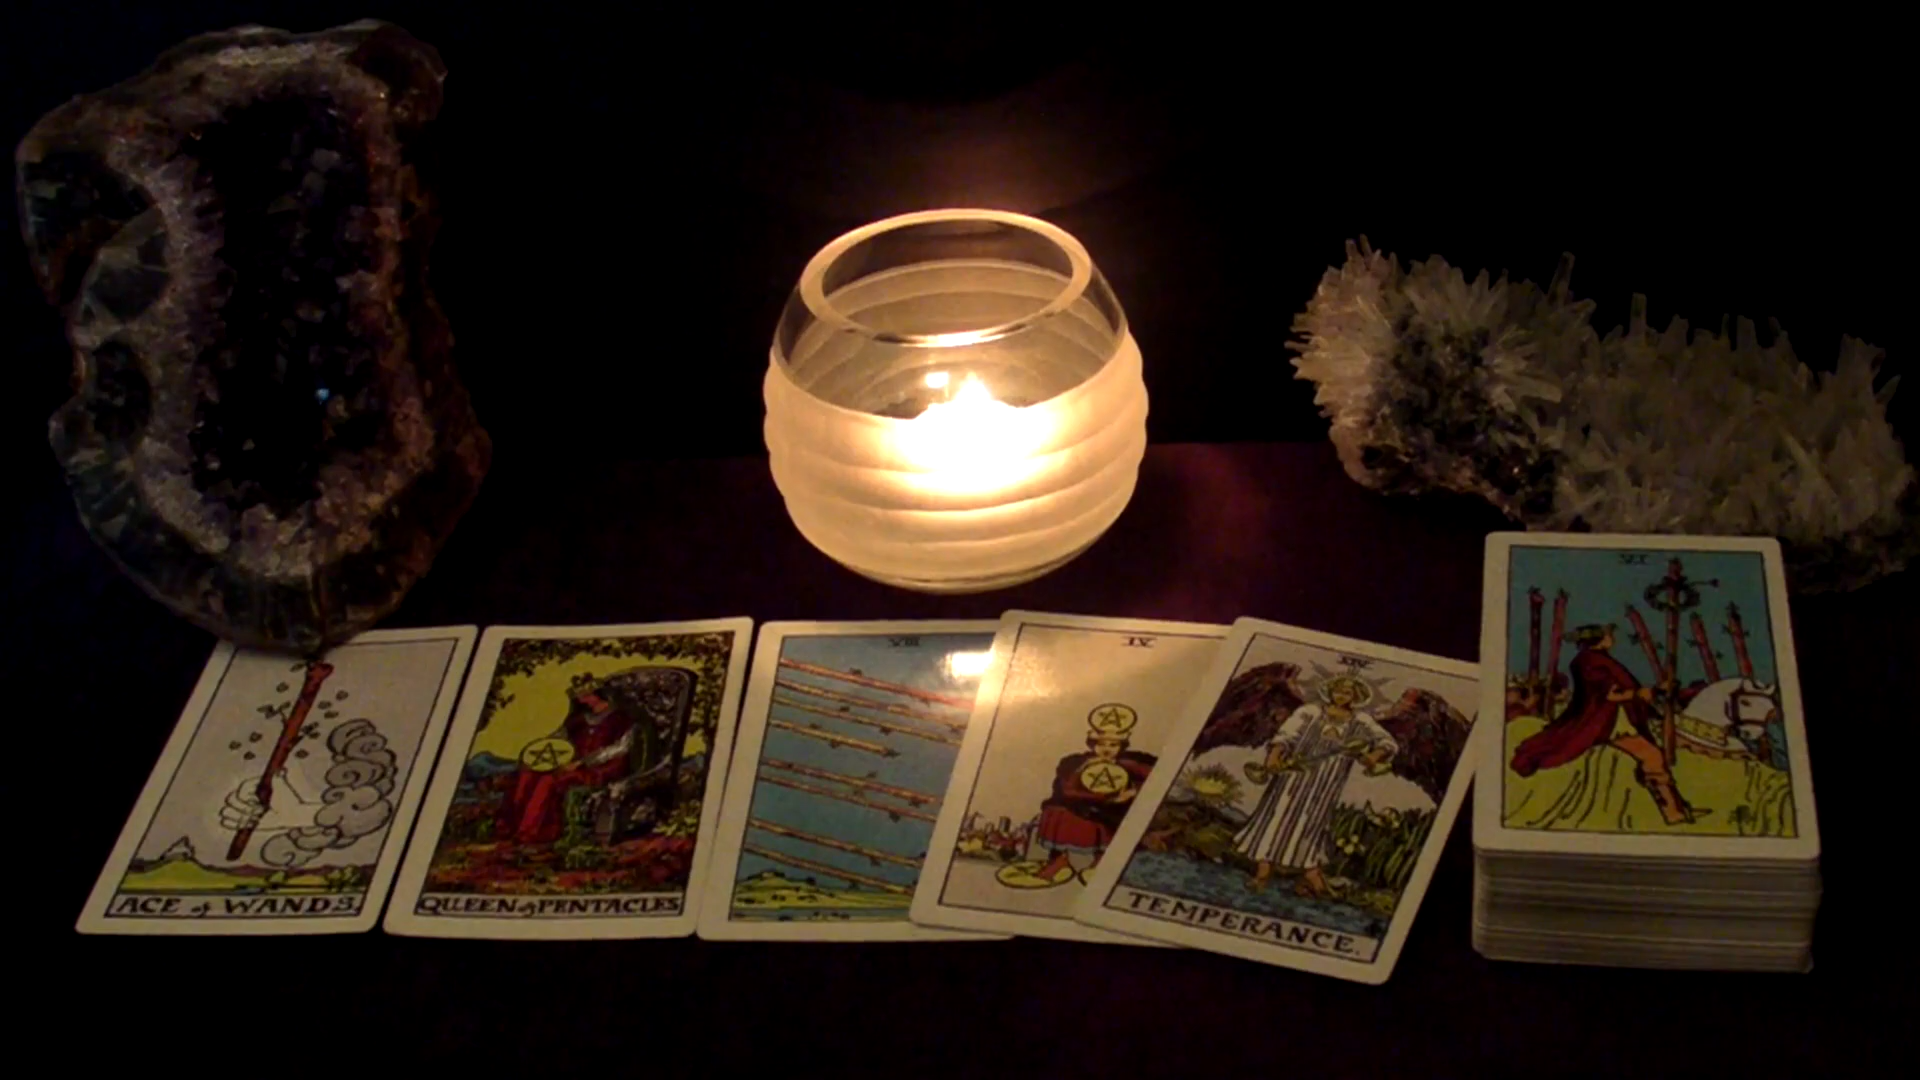 ACE of WANDS.
QUEEN of PENTACLES
VIII
IV
XIV
TEMPERANCE.
VI